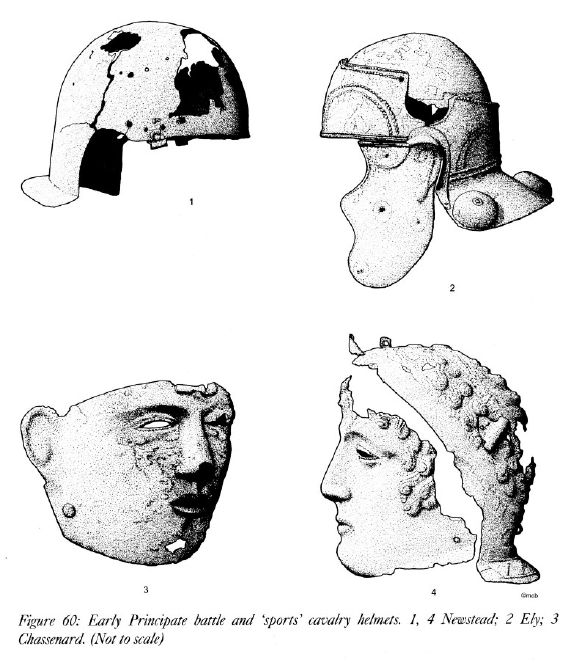 1
2
3
4
©mcb
Figure 60: Early Principate battle and 'sports' cavalry helmets. 1, 4 Newstead; 2 Ely; 3
Chassenard. (Not to scale)